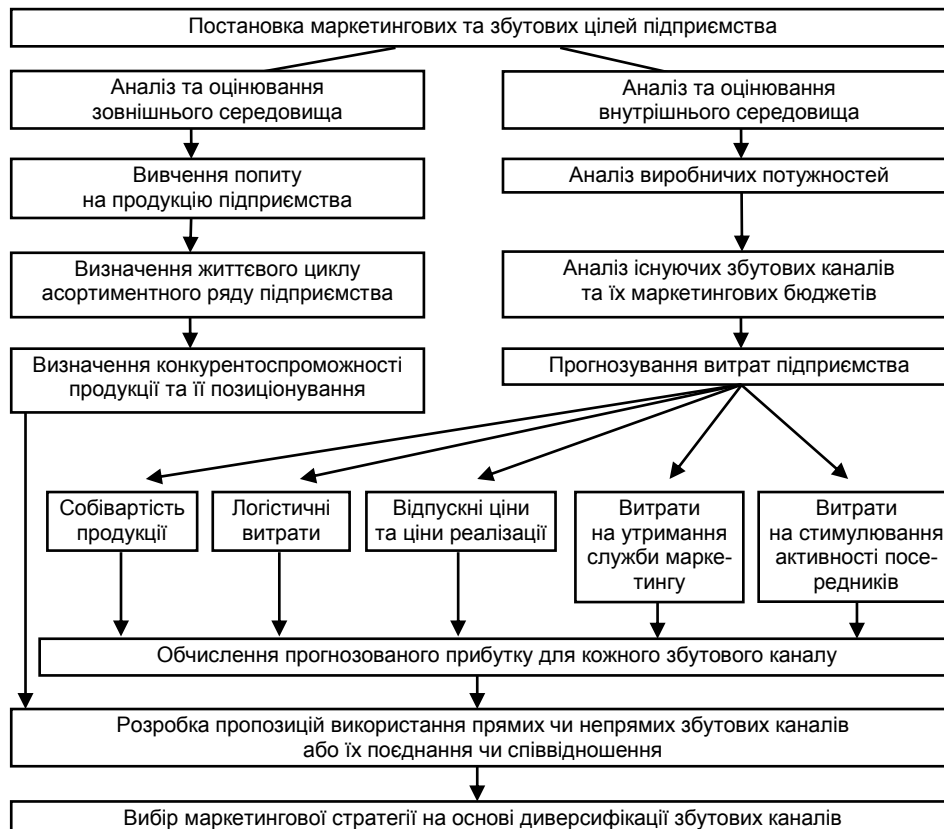 Постановка маркетингових та збутових цілей підприємства
Аналіз та оцінювання
зовнішнього середовища
Аналіз та оцінювання
внутрішнього середовища
Вивчення попиту
на продукцію підприємства
Аналіз виробничих потужностей
Визначення життєвого циклу
асортиментного ряду підприємства
Аналіз існуючих збутових каналів
та їх маркетингових бюджетів
Визначення конкурентоспроможності
продукції та її позиціонування
Прогнозування витрат підприємства
Собівартість
продукції
Логістичні
витрати
Відпускні ціни
та ціни реалізації
Витрати
на утримання
служби марке-
тингу
Витрати
на стимулювання
активності посе-
редників
Обчислення прогнозованого прибутку для кожного збутового каналу
Розробка пропозицій використання прямих чи непрямих збутових каналів
або їх поєднання чи співвідношення
Вибір маркетингової стратегії на основі диверсифікації збутових каналів